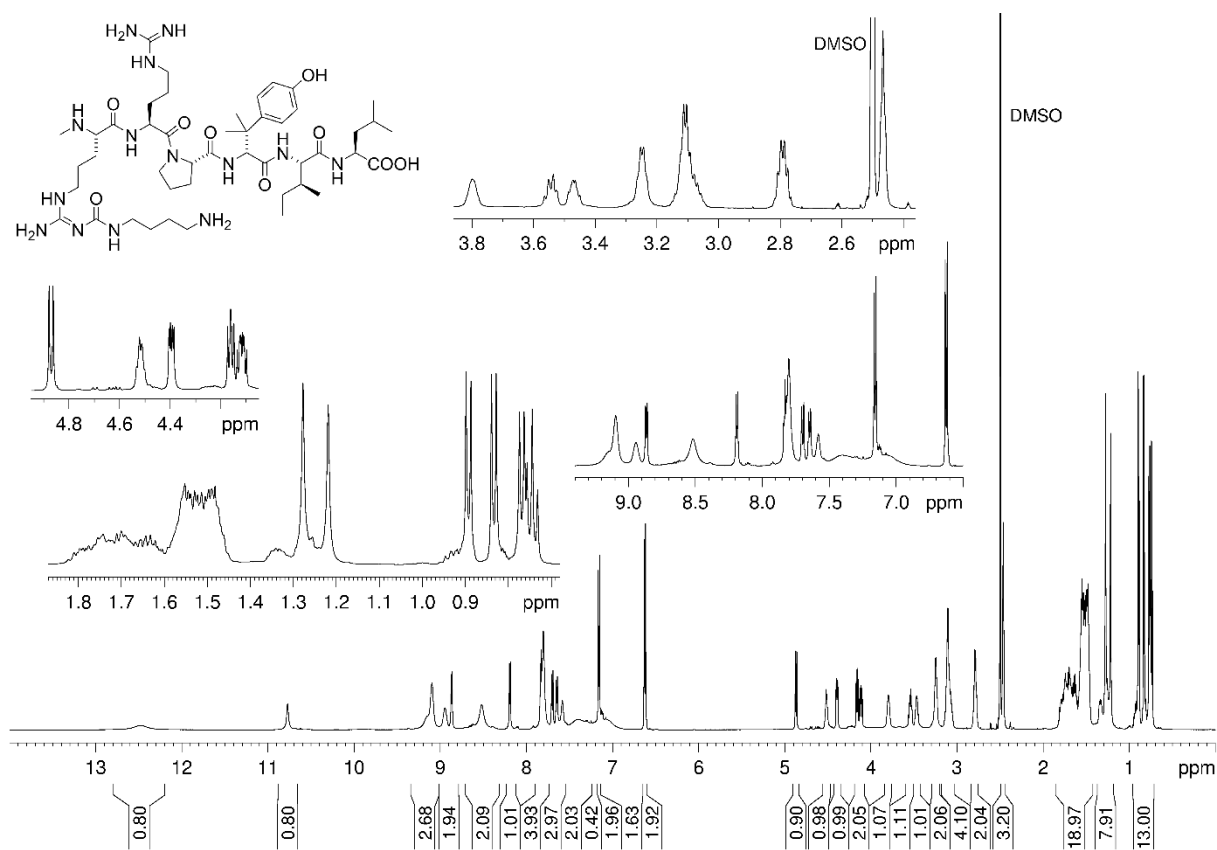 H2N NH
HN
OH
H O O
N N N N
H H H
N COOH
O O O
HN
O
NH2
H2N N N
H
DMSO
DMSO
3.8 3.6 3.4 3.2 3.0 2.8 2.6 ppm
4.8 4.6 4.4 ppm
9.0 8.5 8.0 7.5 7.0 ppm
1.8 1.7 1.6 1.5 1.4 1.3 1.2 1.1 1.0 0.9 ppm
13 12 11 10 9 8 7 6 5 4 3 2 1 ppm
0.80 0.80 2.68 1.94 2.09 1.01 3.93 2.97 2.03 0.42 1.96 1.63 1.92 0.90 0.98 0.99 2.05 1.07 1.11 1.01 2.06 4.10 2.04 3.20 18.97 7.91 13.00